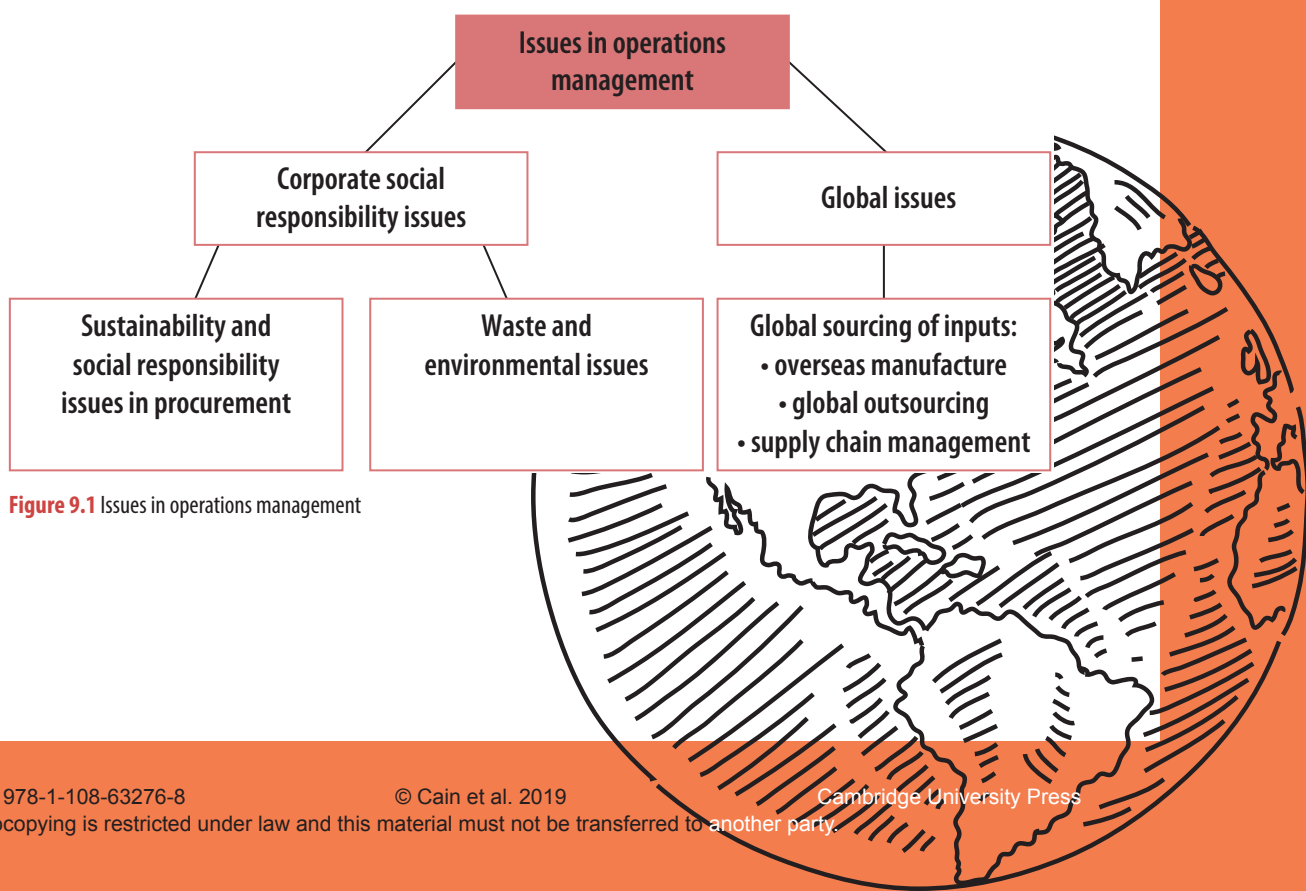 Issues in operations
management
Corporate social
responsibility issues
Global issues
Sustainability and
social responsibility
issues in procurement
Waste and
environmental issues
Global sourcing of inputs:
• overseas manufacture
• global outsourcing
• supply chain management
Figure 9.1 Issues in operations management
978-1-108-63276-8 © Cain et al. 2019 Cambridge University Press
ocopying is restricted under law and this material must not be transferred to another party.